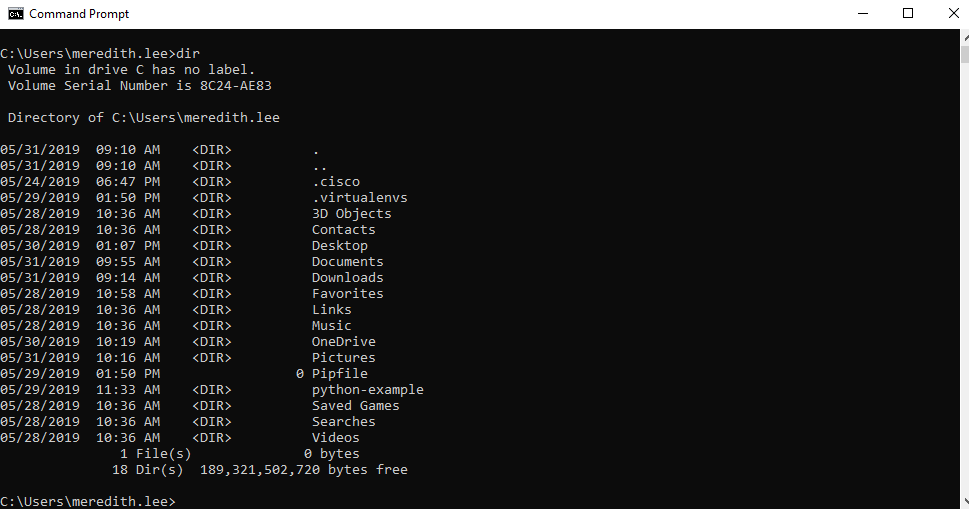 Command Prompt
C:\Users\meredith.lee>dir
 Volume in drive C has no label.
 Volume Serial Number is 8C24-AE83

 Directory of C:\Users\meredith.lee

05/31/2019  09:10 AM    <DIR>          .
05/31/2019  09:10 AM    <DIR>          ..
05/24/2019  06:47 PM    <DIR>          .cisco
05/29/2019  01:50 PM    <DIR>          .virtualenvs
05/28/2019  10:36 AM    <DIR>          3D Objects
05/28/2019  10:36 AM    <DIR>          Contacts
05/30/2019  01:07 PM    <DIR>          Desktop
05/31/2019  09:55 AM    <DIR>          Documents
05/31/2019  09:14 AM    <DIR>          Downloads
05/28/2019  10:58 AM    <DIR>          Favorites
05/28/2019  10:36 AM    <DIR>          Links
05/28/2019  10:36 AM    <DIR>          Music
05/30/2019  10:19 AM    <DIR>          OneDrive
05/31/2019  10:16 AM    <DIR>          Pictures
05/29/2019  01:50 PM                 0 Pipfile
05/29/2019  11:33 AM    <DIR>          python-example
05/28/2019  10:36 AM    <DIR>          Saved Games
05/28/2019  10:36 AM    <DIR>          Searches
05/28/2019  10:36 AM    <DIR>          Videos
               1 File(s)              0 bytes
              18 Dir(s)  189,321,502,720 bytes free

C:\Users\meredith.lee>